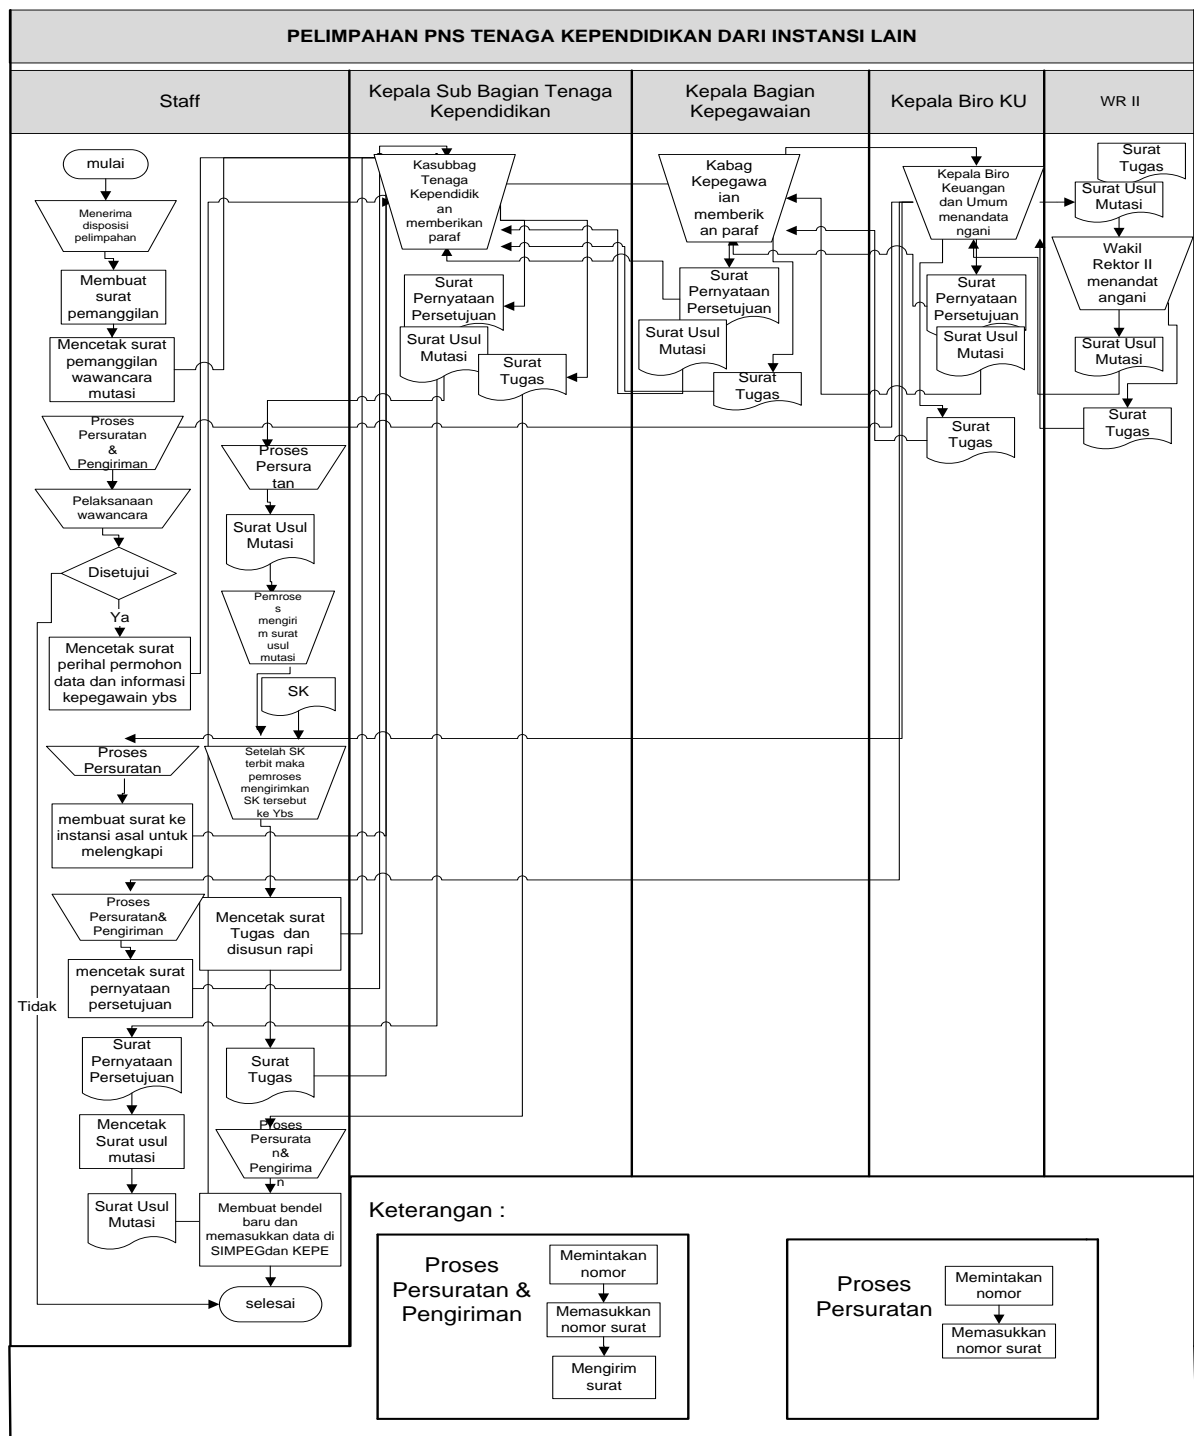 PELIMPAHAN PNS TENAGA KEPENDIDIKAN DARI INSTANSI LAIN
Staff
Kepala Sub Bagian Tenaga
Kependidikan
Kepala Bagian
Kepegawaian
Kepala Biro KU
WR II
mulai
Menerima
disposisi
pelimpahan
Membuat
surat
pemanggilan
Mencetak surat
pemanggilan
wawancara
mutasi
Proses
Persuratan
&
Pengiriman
Pelaksanaan
wawancara
Disetujui
Ya
Tidak
Mencetak surat
perihal permohon
data dan informasi
kepegawain ybs
Proses
Persuratan
membuat surat ke
instansi asal untuk
melengkapi
Proses
Persuratan&
Pengiriman
mencetak surat
pernyataan
persetujuan
Surat
Pernyataan
Persetujuan
Mencetak
Surat usul
mutasi
Surat Usul
Mutasi
Proses
Persura
tan
Surat Usul
Mutasi
Pemrose
s
mengiri
m surat
usul
mutasi
SK
Setelah SK
terbit maka
pemroses
mengirimkan
SK tersebut
ke Ybs
Mencetak surat
Tugas dan
disusun rapi
Surat
Tugas
Proses
Persurata
n&
Pengirima
n
Membuat bendel
baru dan
memasukkan data di
SIMPEGdan KEPE
selesai
Kasubbag
Tenaga
Kependidik
an
memberikan
paraf
Surat
Pernyataan
Persetujuan
Surat Usul
Mutasi
Surat
Tugas
Kabag
Kepegawa
ian
memberik
an paraf
Surat
Pernyataan
Persetujuan
Surat Usul
Mutasi
Surat
Tugas
Kepala Biro
Keuangan
dan Umum
menandata
ngani
Surat
Pernyataan
Persetujuan
Surat Usul
Mutasi
Surat
Tugas
Surat
Tugas
Surat Usul
Mutasi
Wakil
Rektor II
menandat
angani
Surat Usul
Mutasi
Surat
Tugas
Keterangan :
Proses
Persuratan &
Pengiriman
Memintakan
nomor
Memasukkan
nomor surat
Mengirim
surat
Proses
Persuratan
Memintakan
nomor
Memasukkan
nomor surat